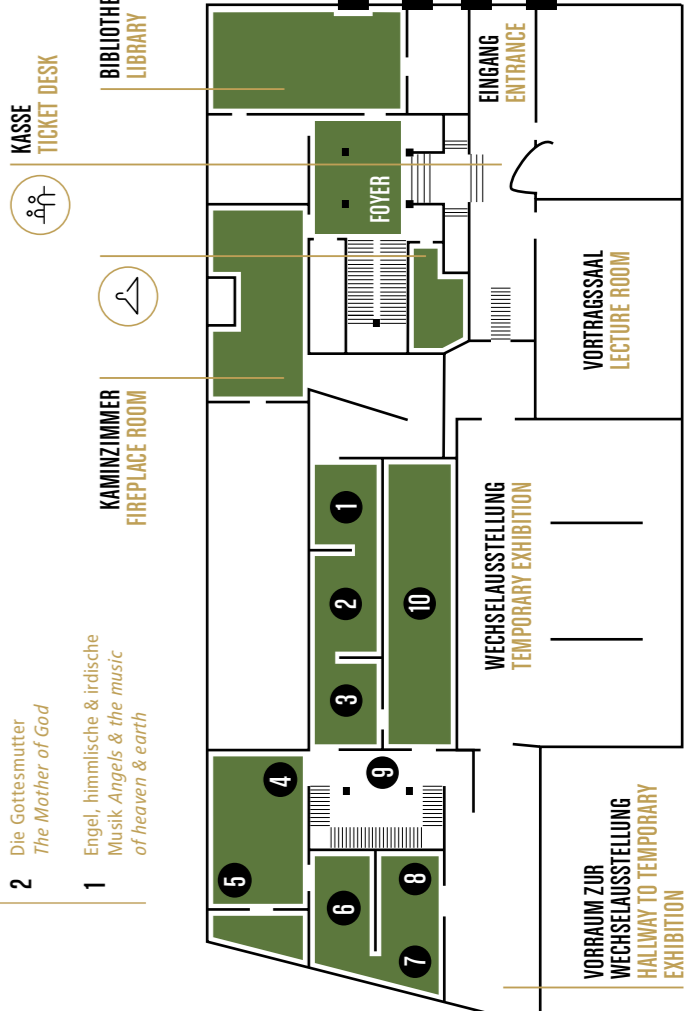 2 Die Gottesmutter
The Mother of God
1 Engel, himmlische & irdische
Musik Angels & the music
of heaven & earth
KASSE
TICKET DESK
KAMINZIMMER
FIREPLACE ROOM
BIBLIOTHE
LIBRARY
5
4
6
3
2
1
FOYER
9
7
8
10
EINGANG
ENTRANCE
WECHSELAUSSTELLUNG
TEMPORARY EXHIBITION
VORTRAGSSAAL
LECTURE ROOM
VORRAUM ZUR
WECHSELAUSSTELLUNG
HALLWAY TO TEMPORARY
EXHIBITION